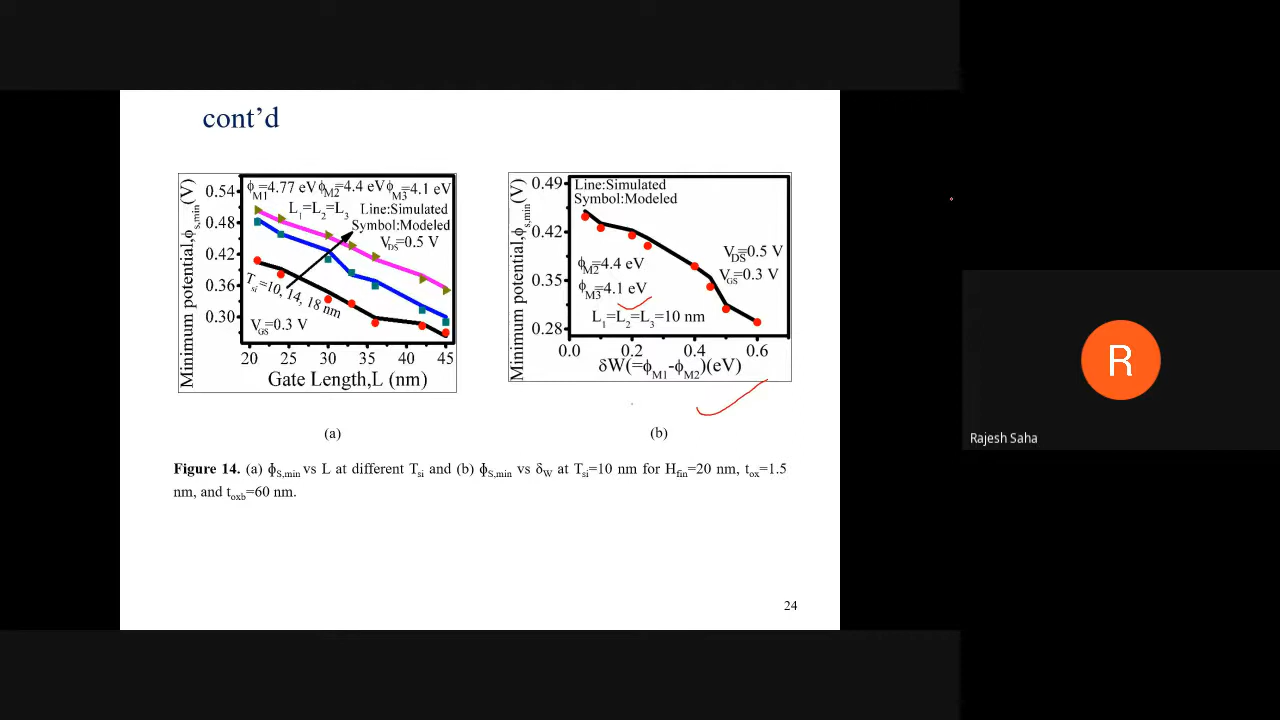 cont'd
Minimum potential,ϕs,min(V)
0.54
0.48
0.42
0.36
0.30
ϕM1=4.77 eV ϕM2=4.4 eV ϕM3=4.1 eV
L1=L2=L3
Line:Simulated
Symbol:Modeled
VDS=0.5 V
Tsi=10, 14, 18 nm
VGS=0.3 V
20 25 30 35 40 45
Gate Length,L (nm)
(a)
Minimum potential,ϕs,min(V)
0.49
0.42
0.35
0.28
Line:Simulated
Symbol:Modeled
ϕM2=4.4 eV
ϕM3=4.1 eV
L1=L2=L3=10 nm
VDS=0.5 V
VGS=0.3 V
0.0 0.2 0.4 0.6
δW(=ϕM1-ϕM2)(eV)
(b)
Figure 14. (a) ϕS,min vs L at different Tsi and (b) ϕS,min vs δW at Tsi=10 nm for Hfin=20 nm, tox=1.5
nm, and toxb=60 nm.
24
R
Rajesh Saha